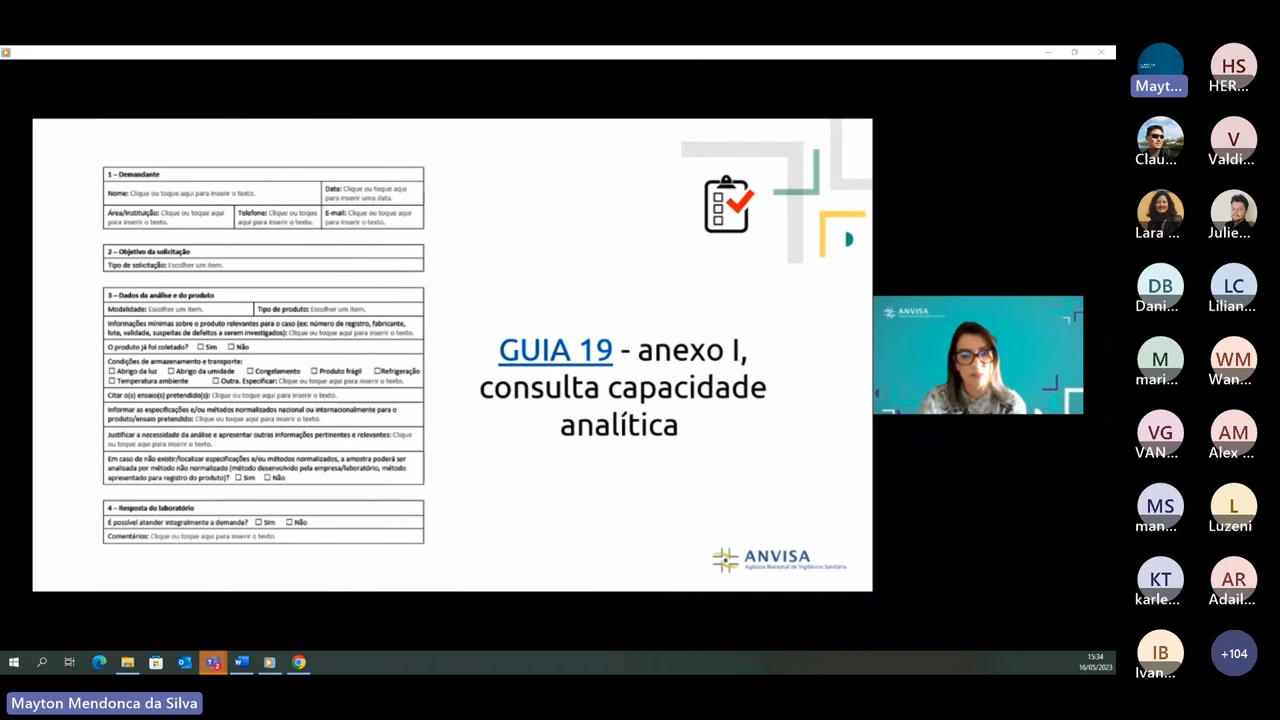 1 – Demandante
Nome: Clique ou toque aqui para inserir o texto.
Data: Clique ou toque aqui
para inserir uma data.
Área/Instituição: Clique ou toque aqui
para inserir o texto.
Telefone: Clique ou toque
aqui para inserir o texto.
E-mail: Clique ou toque aqui
para inserir o texto.
2 – Objetivo da solicitação
Tipo de solicitação: Escolher um item.
3 – Dados da análise e do produto
Modalidade: Escolher um item.
Tipo de produto: Escolher um item.
Informações mínimas sobre o produto relevantes para o caso (ex: número de registro, fabricante,
lote, validade, suspeitas de defeitos a serem investigados): Clique ou toque aqui para inserir o texto.
O produto já foi coletado? ☐ Sim ☐ Não
Condições de armazenamento e transporte:
☐ Abrigo da luz ☐ Abrigo da umidade ☐ Congelamento ☐ Produto frágil ☐Refrigeração
☐ Temperatura ambiente ☐ Outra. Especificar: Clique ou toque aqui para inserir o texto.
Citar o(s) ensaio(s) pretendido(s): Clique ou toque aqui para inserir o texto.
Informar as especificações e/ou métodos normalizados nacional ou internacionalmente para o
produto/ensaio pretendido: Clique ou toque aqui para inserir o texto.
Justificar a necessidade da análise e apresentar outras informações pertinentes e relevantes: Clique
ou toque aqui para inserir o texto.
Em caso de não existir/localizar especificações e/ou métodos normalizados, a amostra poderá ser
analisada por método não normalizado (método desenvolvido pela empresa/laboratório, método
apresentado para registro do produto)? ☐ Sim ☐ Não
4 – Resposta do laboratório
É possível atender integralmente a demanda? ☐ Sim ☐ Não
Comentários: Clique ou toque aqui para inserir o texto.
GUIA 19 - anexo I,
consulta capacidade
analítica
ANVISA
Agência Nacional de Vigilância Sanitária
ANVISA
Mayt...
HS
HER...
Clau...
V
Valdi...
Lara ...
Julie...
DB
Dani...
LC
Lilian...
M
mari...
WM
Wan...
VG
VAN...
AM
Alex ...
MS
man...
L
Luzeni
KT
karle...
AR
Adail...
IB
Ivan...
+104
15:34
16/05/2023
Mayton Mendonca da Silva